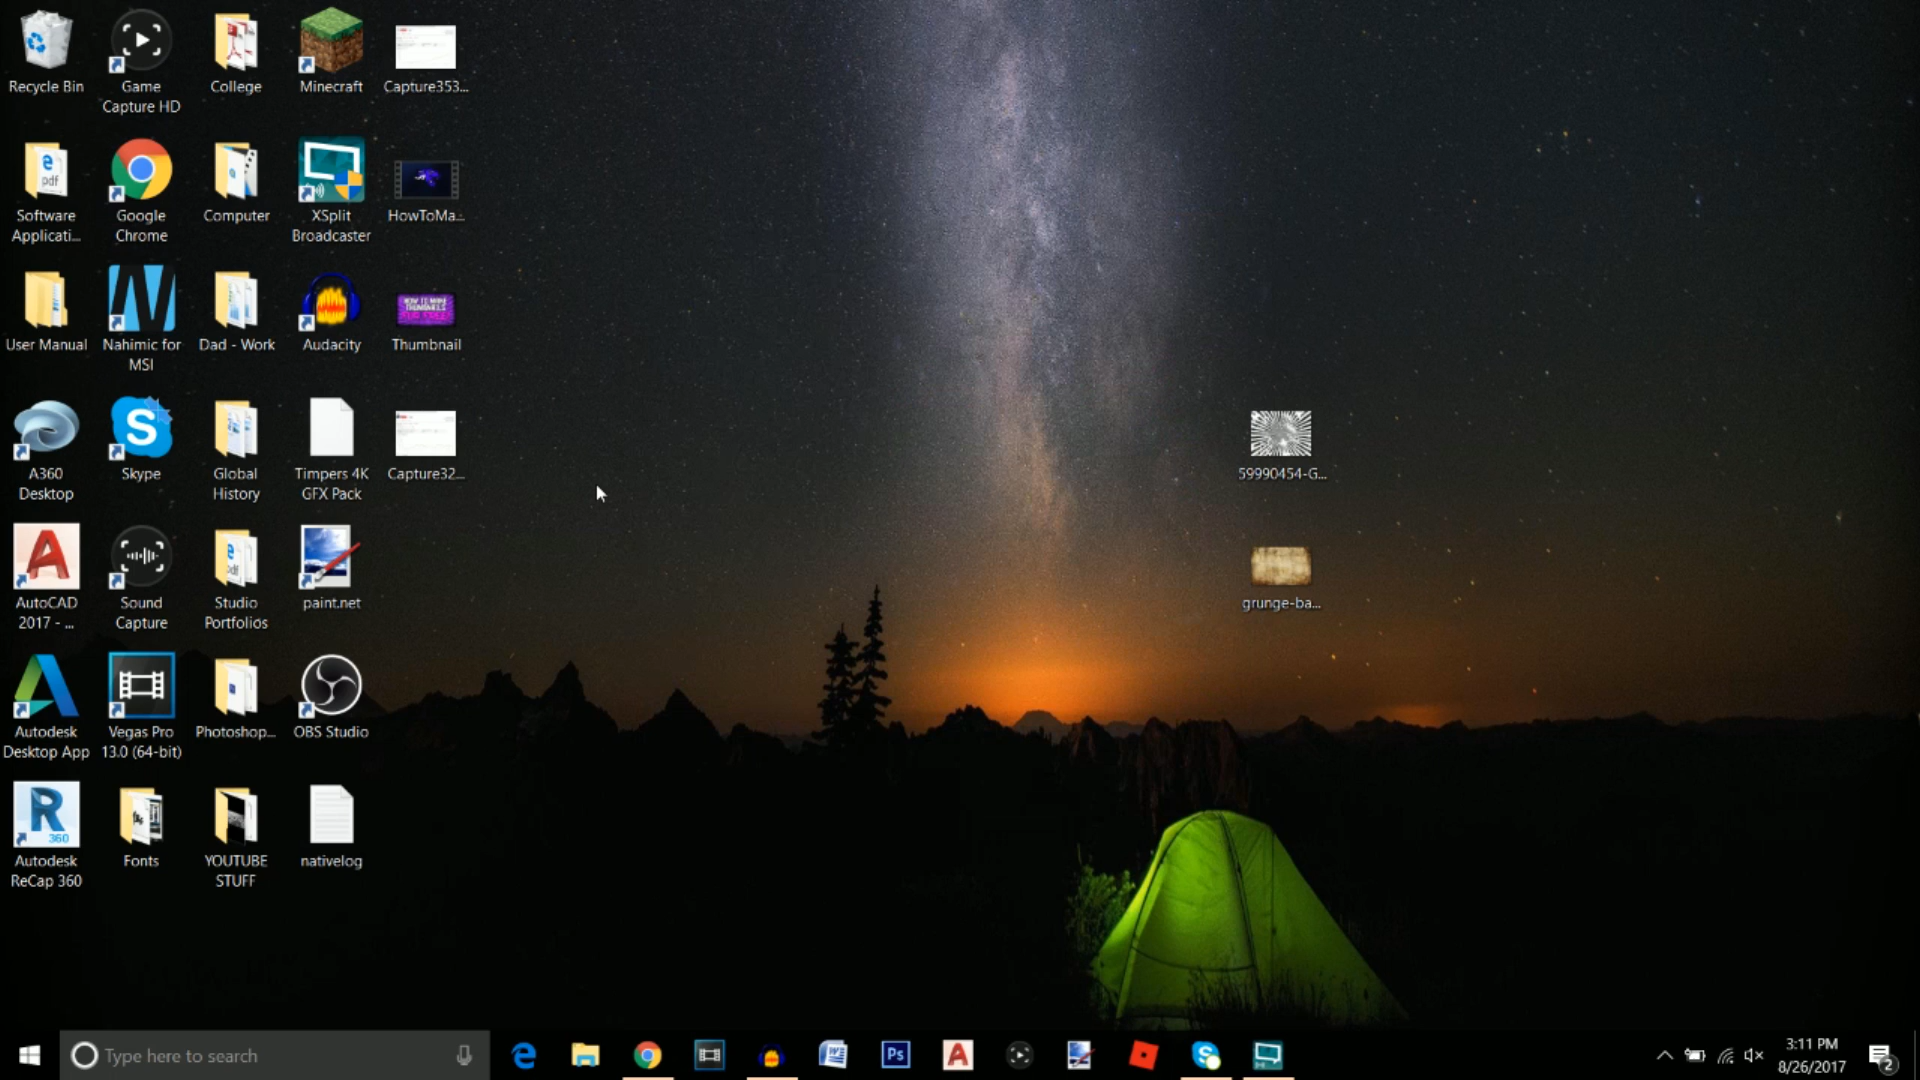 Recycle Bin
Game
Capture HD
College
Minecraft
Capture353...
Software
Applicati...
Google
Chrome
Computer
XSplit
Broadcaster
HowToMa...
User Manual
Nahimic for
MSI
Dad - Work
Audacity
Thumbnail
A360
Desktop
Skype
Global
History
Timpers 4K
GFX Pack
Capture32...
59990454-G...
AutoCAD
2017 - ...
Sound
Capture
Studio
Portfolios
paint.net
grunge-ba...
Autodesk
Desktop App
Vegas Pro
13.0 (64-bit)
Photoshop...
OBS Studio
Autodesk
ReCap 360
Fonts
YOUTUBE
STUFF
nativelog
Type here to search
3:11 PM
8/26/2017
2